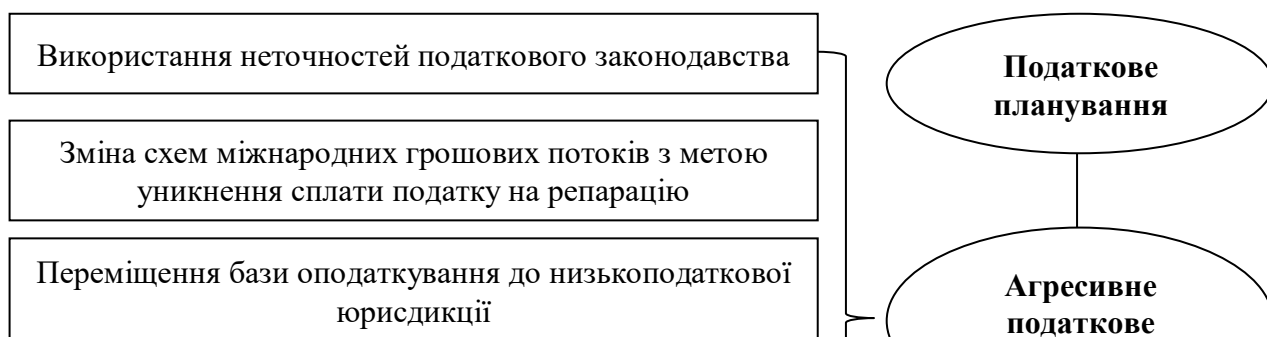 Використання неточностей податкового законодавства
Зміна схем міжнародних грошових потоків з метою
уникнення сплати податку на репарацію
Переміщення бази оподаткування до низькоподаткової
юрисдикції
Податкове
планування
Агресивне
податкове